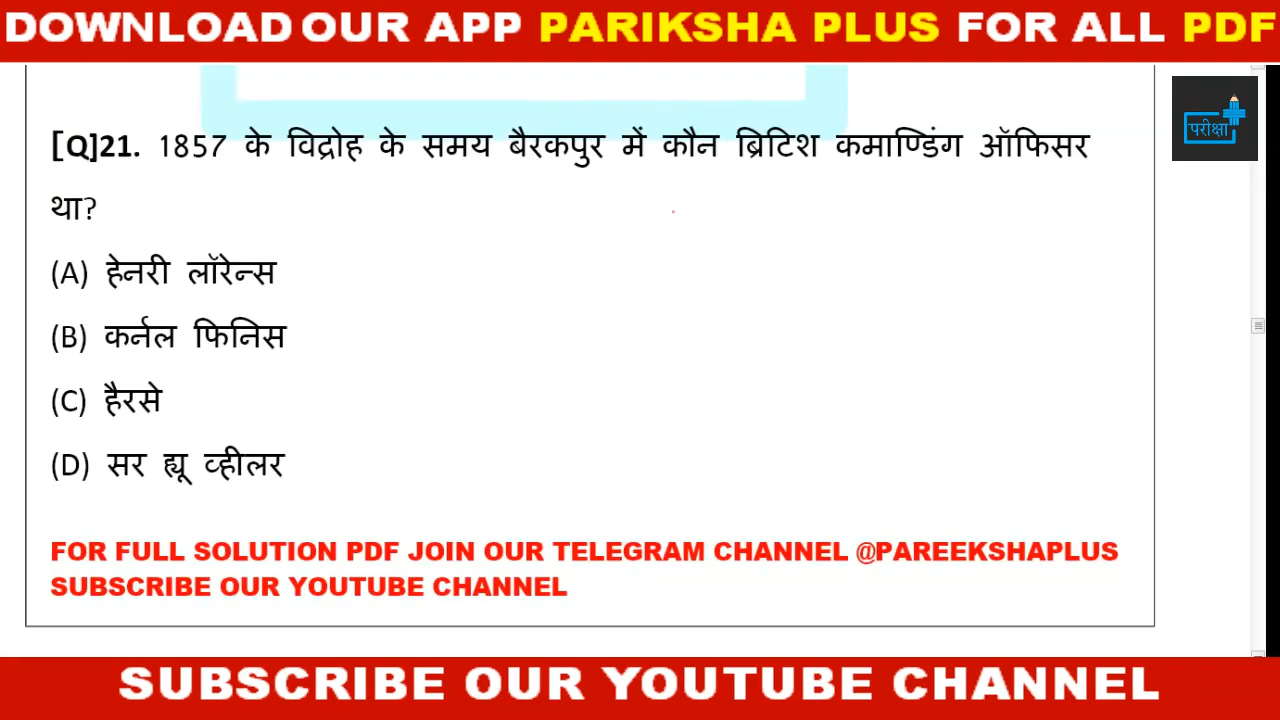 DOWNLOAD OUR APP PARIKSHA PLUS FOR ALL PDF
परीक्षा
[Q]21. 1857 के विद्रोह के समय बैरकपुर में कौन ब्रिटिश कमाण्डिंग ऑफिसर
था?
(A) हेनरी लॉरेन्स
(B) कर्नल फिनिस
(C) हैरसे
(D) सर ह्यू व्हीलर
FOR FULL SOLUTION PDF JOIN OUR TELEGRAM CHANNEL @PAREEKSHAPLUS
SUBSCRIBE OUR YOUTUBE CHANNEL
SUBSCRIBE OUR YOUTUBE CHANNEL